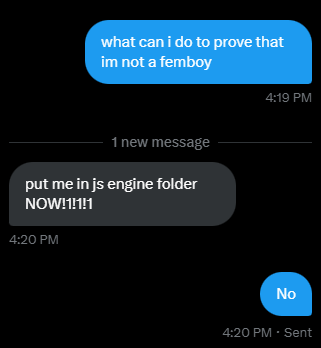 what can i do to prove that
im not a femboy
4:19 PM
1 new message
put me in js engine folder
NOW!1!1!1
4:20 PM
No
4:20 PM · Sent